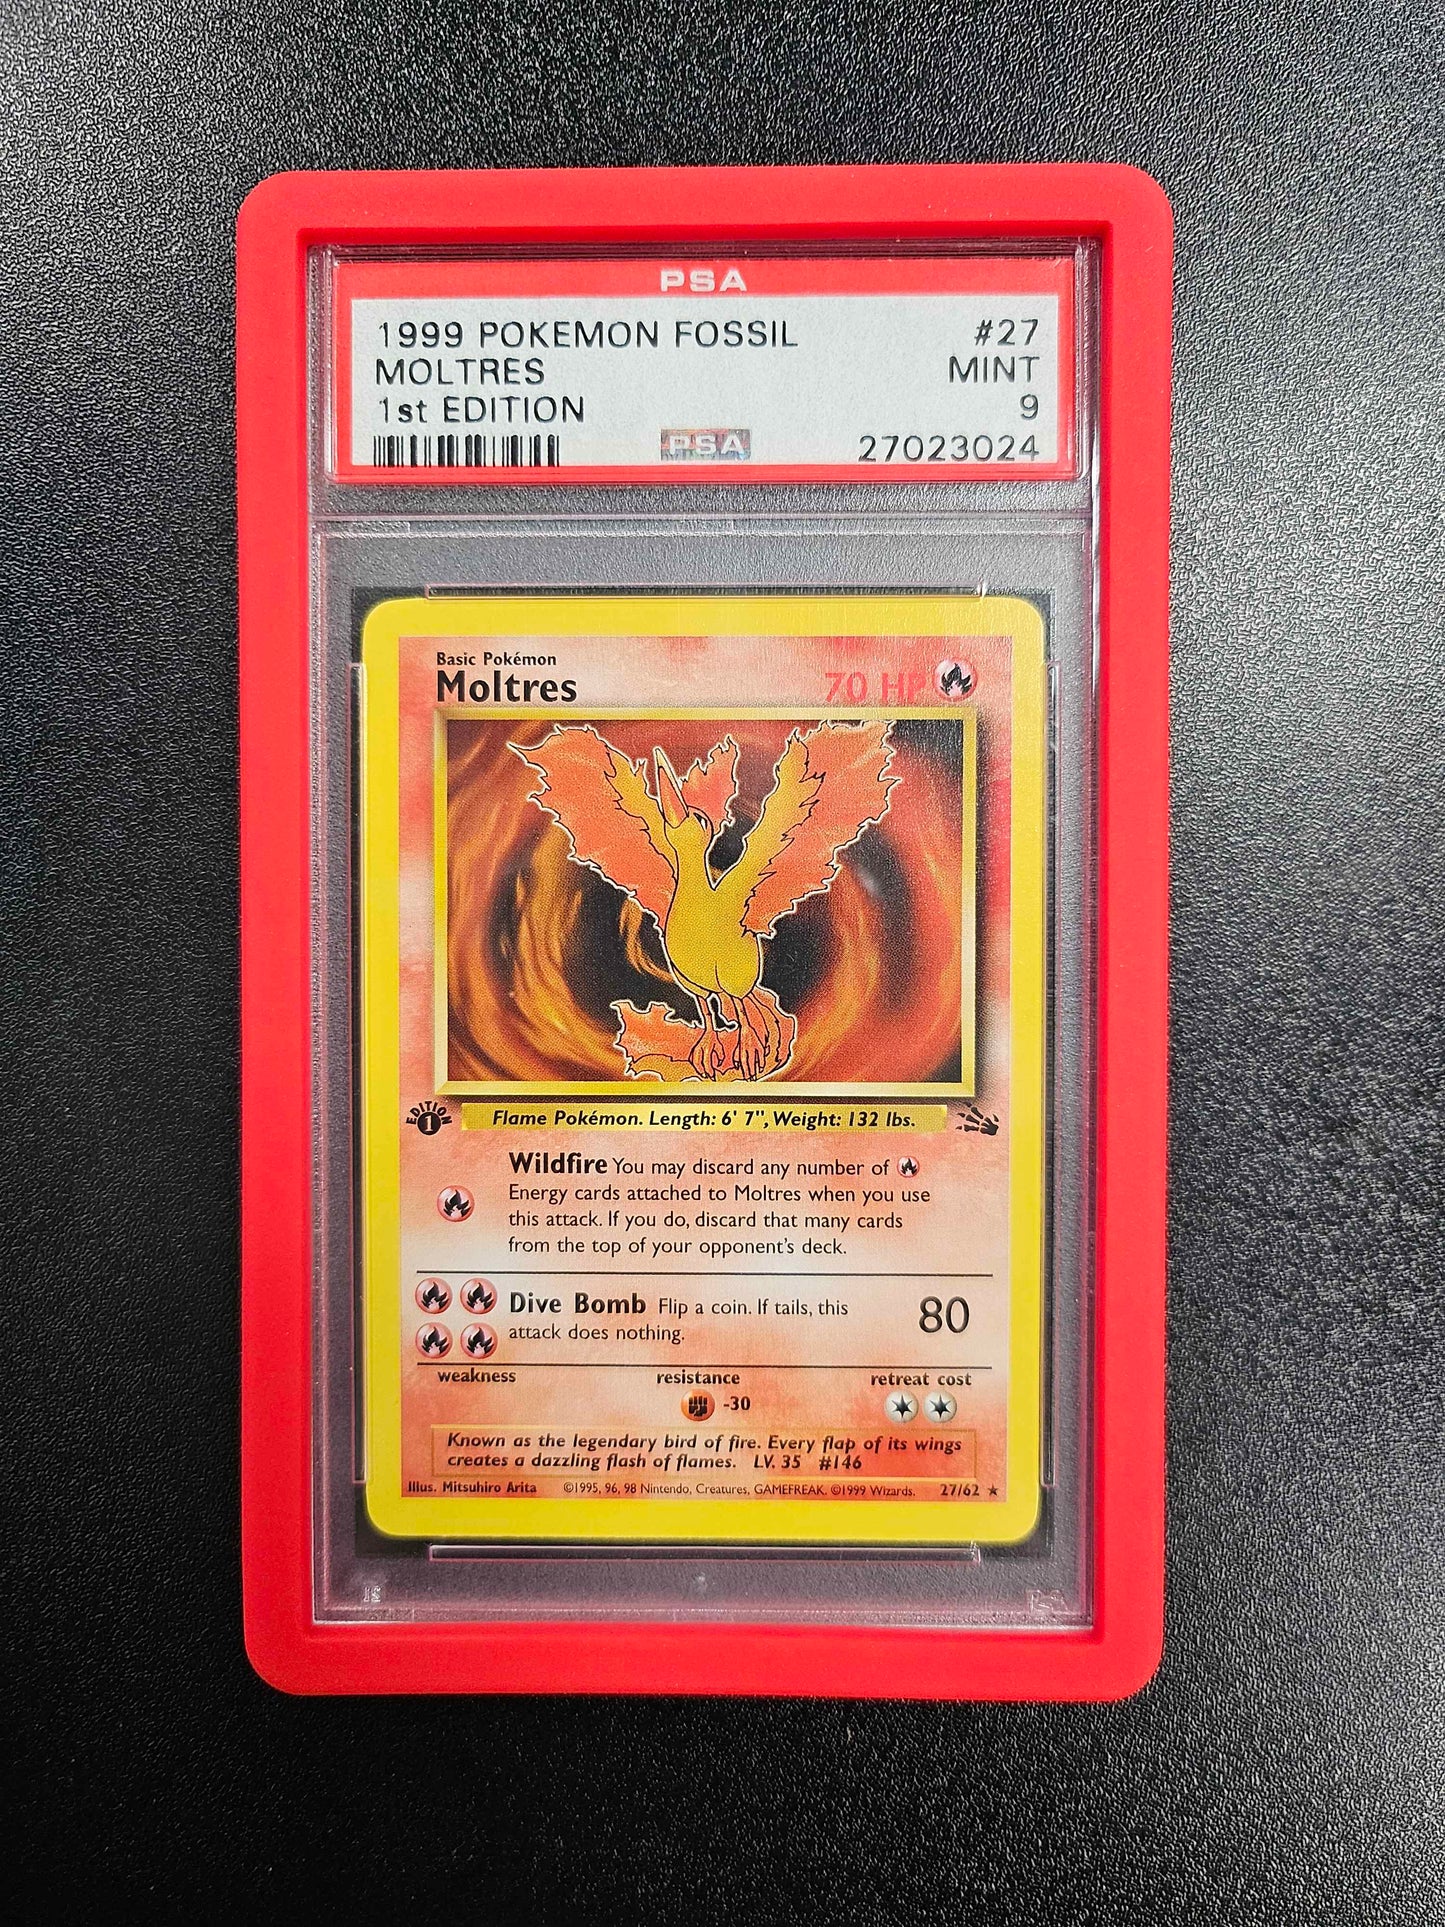 PSA
1999 POKEMON FOSSIL #27
MOLTRES MINT
1st EDITION 9
PSA 27023024
Basic Pokémon
Moltres 70 HP
EDITION
1
Flame Pokémon. Length: 6' 7", Weight: 132 lbs.
Wildfire You may discard any number of
Energy cards attached to Moltres when you use
this attack. If you do, discard that many cards
from the top of your opponent's deck.
Dive Bomb Flip a coin. If tails, this 80
attack does nothing.
weakness resistance retreat cost
-30
Known as the legendary bird of fire. Every flap of its wings
creates a dazzling flash of flames. LV. 35 #146
Illus. Mitsuhiro Arita ©1995, 96, 98 Nintendo, Creatures, GAMEFREAK. ©1999 Wizards. 27/62 ★